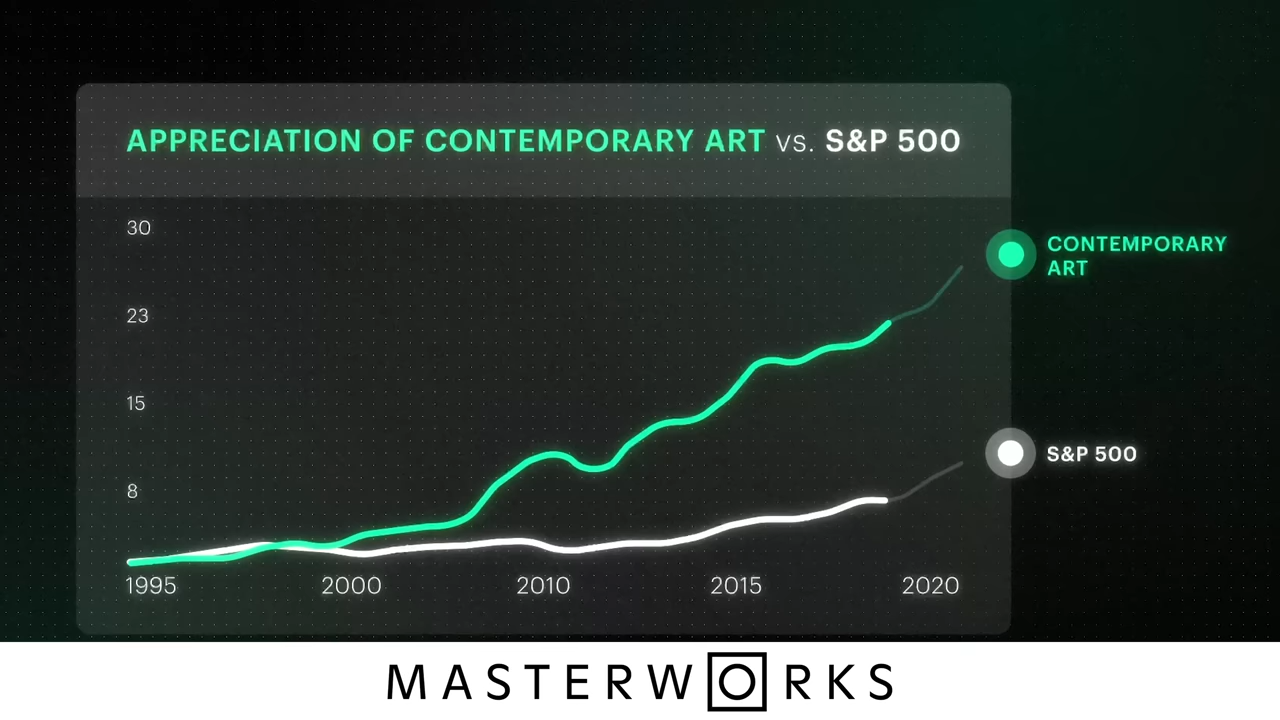 APPRECIATION OF CONTEMPORARY ART vs. S&P 500
30
23
15
8
1995 2000 2010 2015 2020
CONTEMPORARY
ART
S&P 500
MASTERWORKS